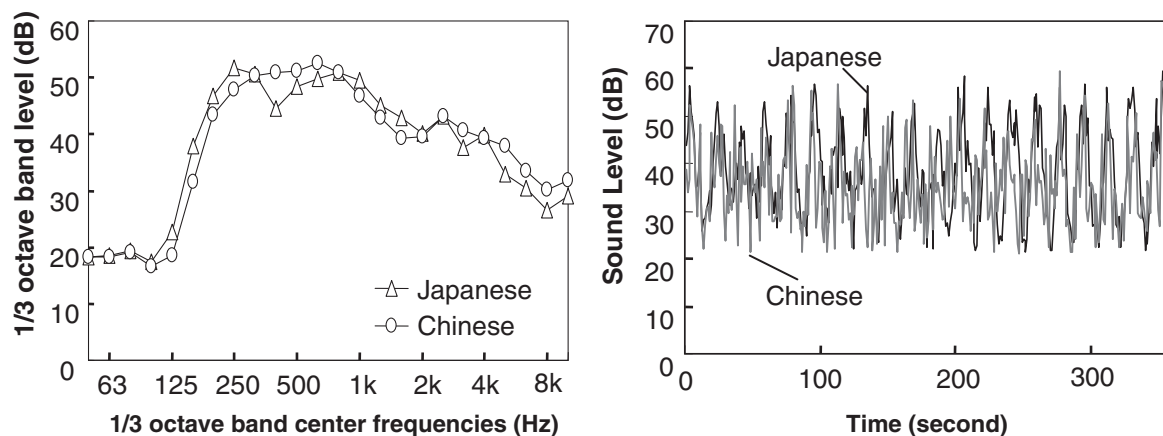 1/3 octave band level (dB)
60
50
40
30
20
10
0
Japanese
Chinese
63 125 250 500 1k 2k 4k 8k
1/3 octave band center frequencies (Hz)
Sound Level (dB)
70
60
50
40
30
20
10
0
Japanese
Chinese
0 100 200 300
Time (second)